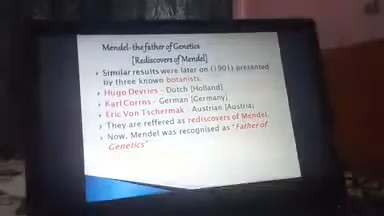 Mendel- the father of Genetics
[Rediscovers of Mendel]
Similar results were later on (1901) presented
by three known botanists.
Hugo Devries – Dutch [Holland]
Karl Corrns – German [Germany]
Eric Von Tschermak – Austrian [Austria]
They are reffered as rediscovers of Mendel.
Now, Mendel was recognised as “Father of
Genetics”